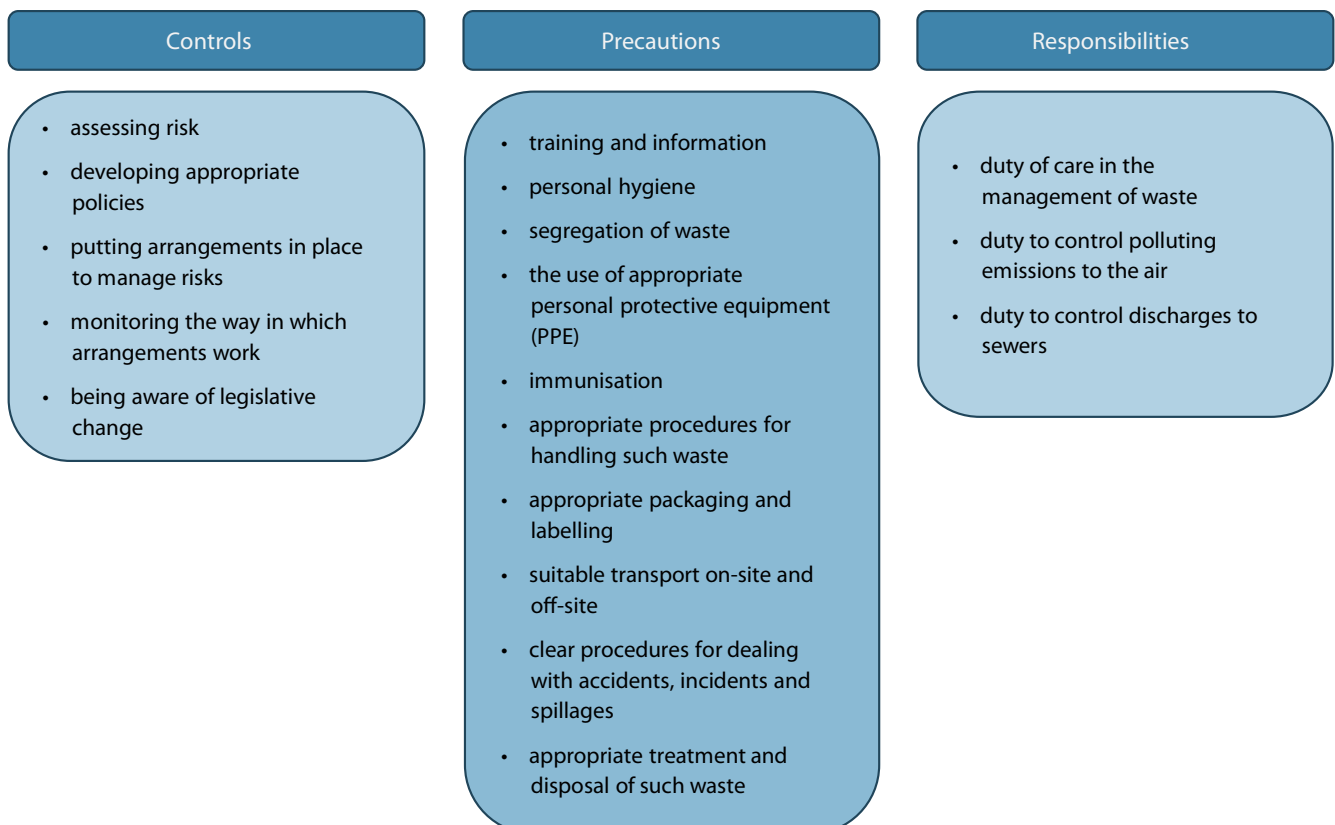 Controls
• assessing risk
• developing appropriate
policies
• putting arrangements in place
to manage risks
• monitoring the way in which
arrangements work
• being aware of legislative
change
Precautions
• training and information
• personal hygiene
• segregation of waste
• the use of appropriate
personal protective equipment
(PPE)
• immunisation
• appropriate procedures for
handling such waste
• appropriate packaging and
labelling
• suitable transport on-site and
off-site
• clear procedures for dealing
with accidents, incidents and
spillages
• appropriate treatment and
disposal of such waste
Responsibilities
• duty of care in the
management of waste
• duty to control polluting
emissions to the air
• duty to control discharges to
sewers